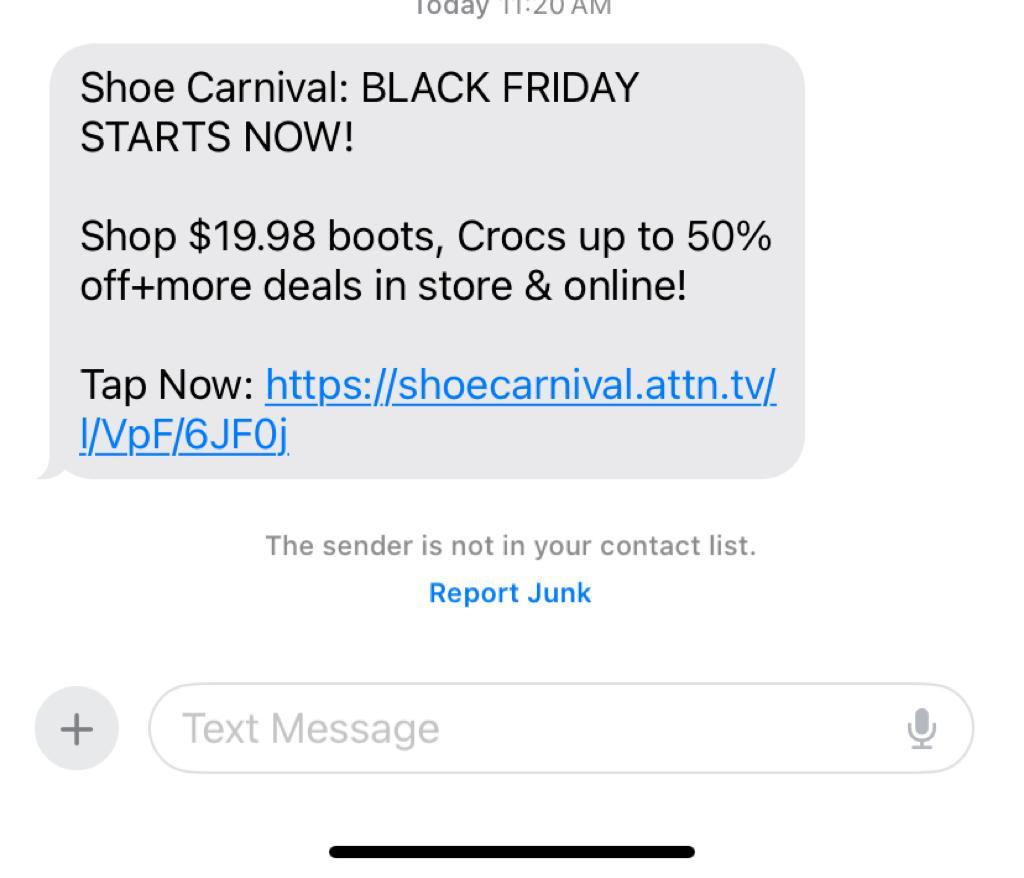 Today 11:20 AM
Shoe Carnival: BLACK FRIDAY
STARTS NOW!
Shop $19.98 boots, Crocs up to 50%
off+more deals in store & online!
Tap Now: https://shoecarnival.attn.tv/
l/VpF/6JF0j
The sender is not in your contact list.
Report Junk
Text Message